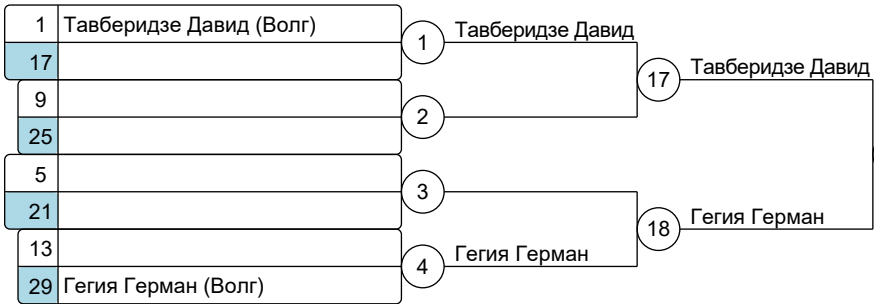 1 Тавберидзе Давид (Волг)
17
9
25
5
21
13
29 Гегия Герман (Волг)
1 Тавберидзе Давид
2
3
4 Гегия Герман
17 Тавберидзе Давид
18 Гегия Герман